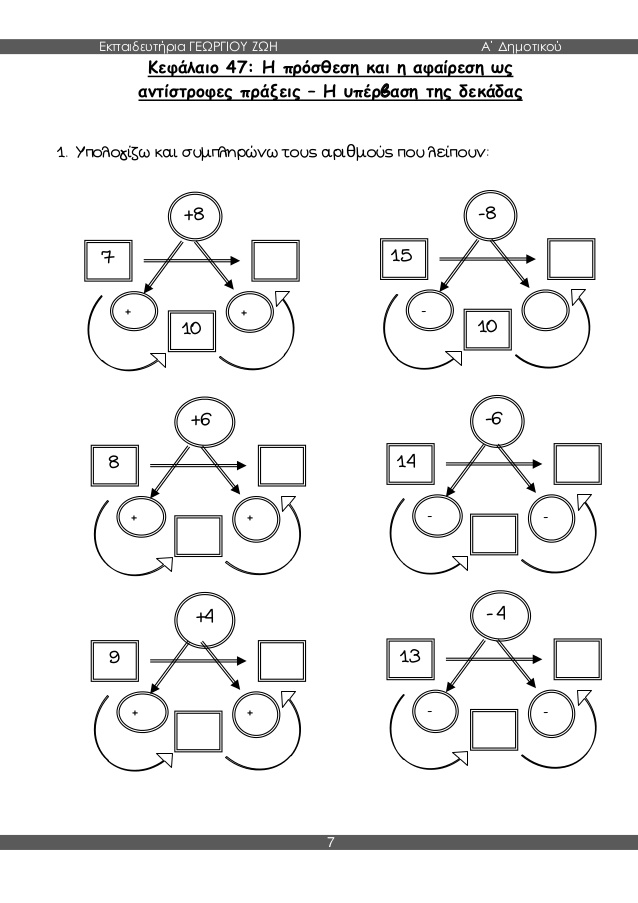 Εκπαιδευτήρια ΓΕΩΡΓΙΟΥ ΖΩΗ Α΄ Δημοτικού
Κεφάλαιο 47: Η πρόσθεση και η αφαίρεση ως
αντίστροφες πράξεις – Η υπέρβαση της δεκάδας
1. Υπολογίζω και συμπληρώνω τους αριθμούς που λείπουν:
+8 -8
7 15
+ + -
10 10
+6 -6
8 14
+ + - -
+4 - 4
9 13
+ + - -
7